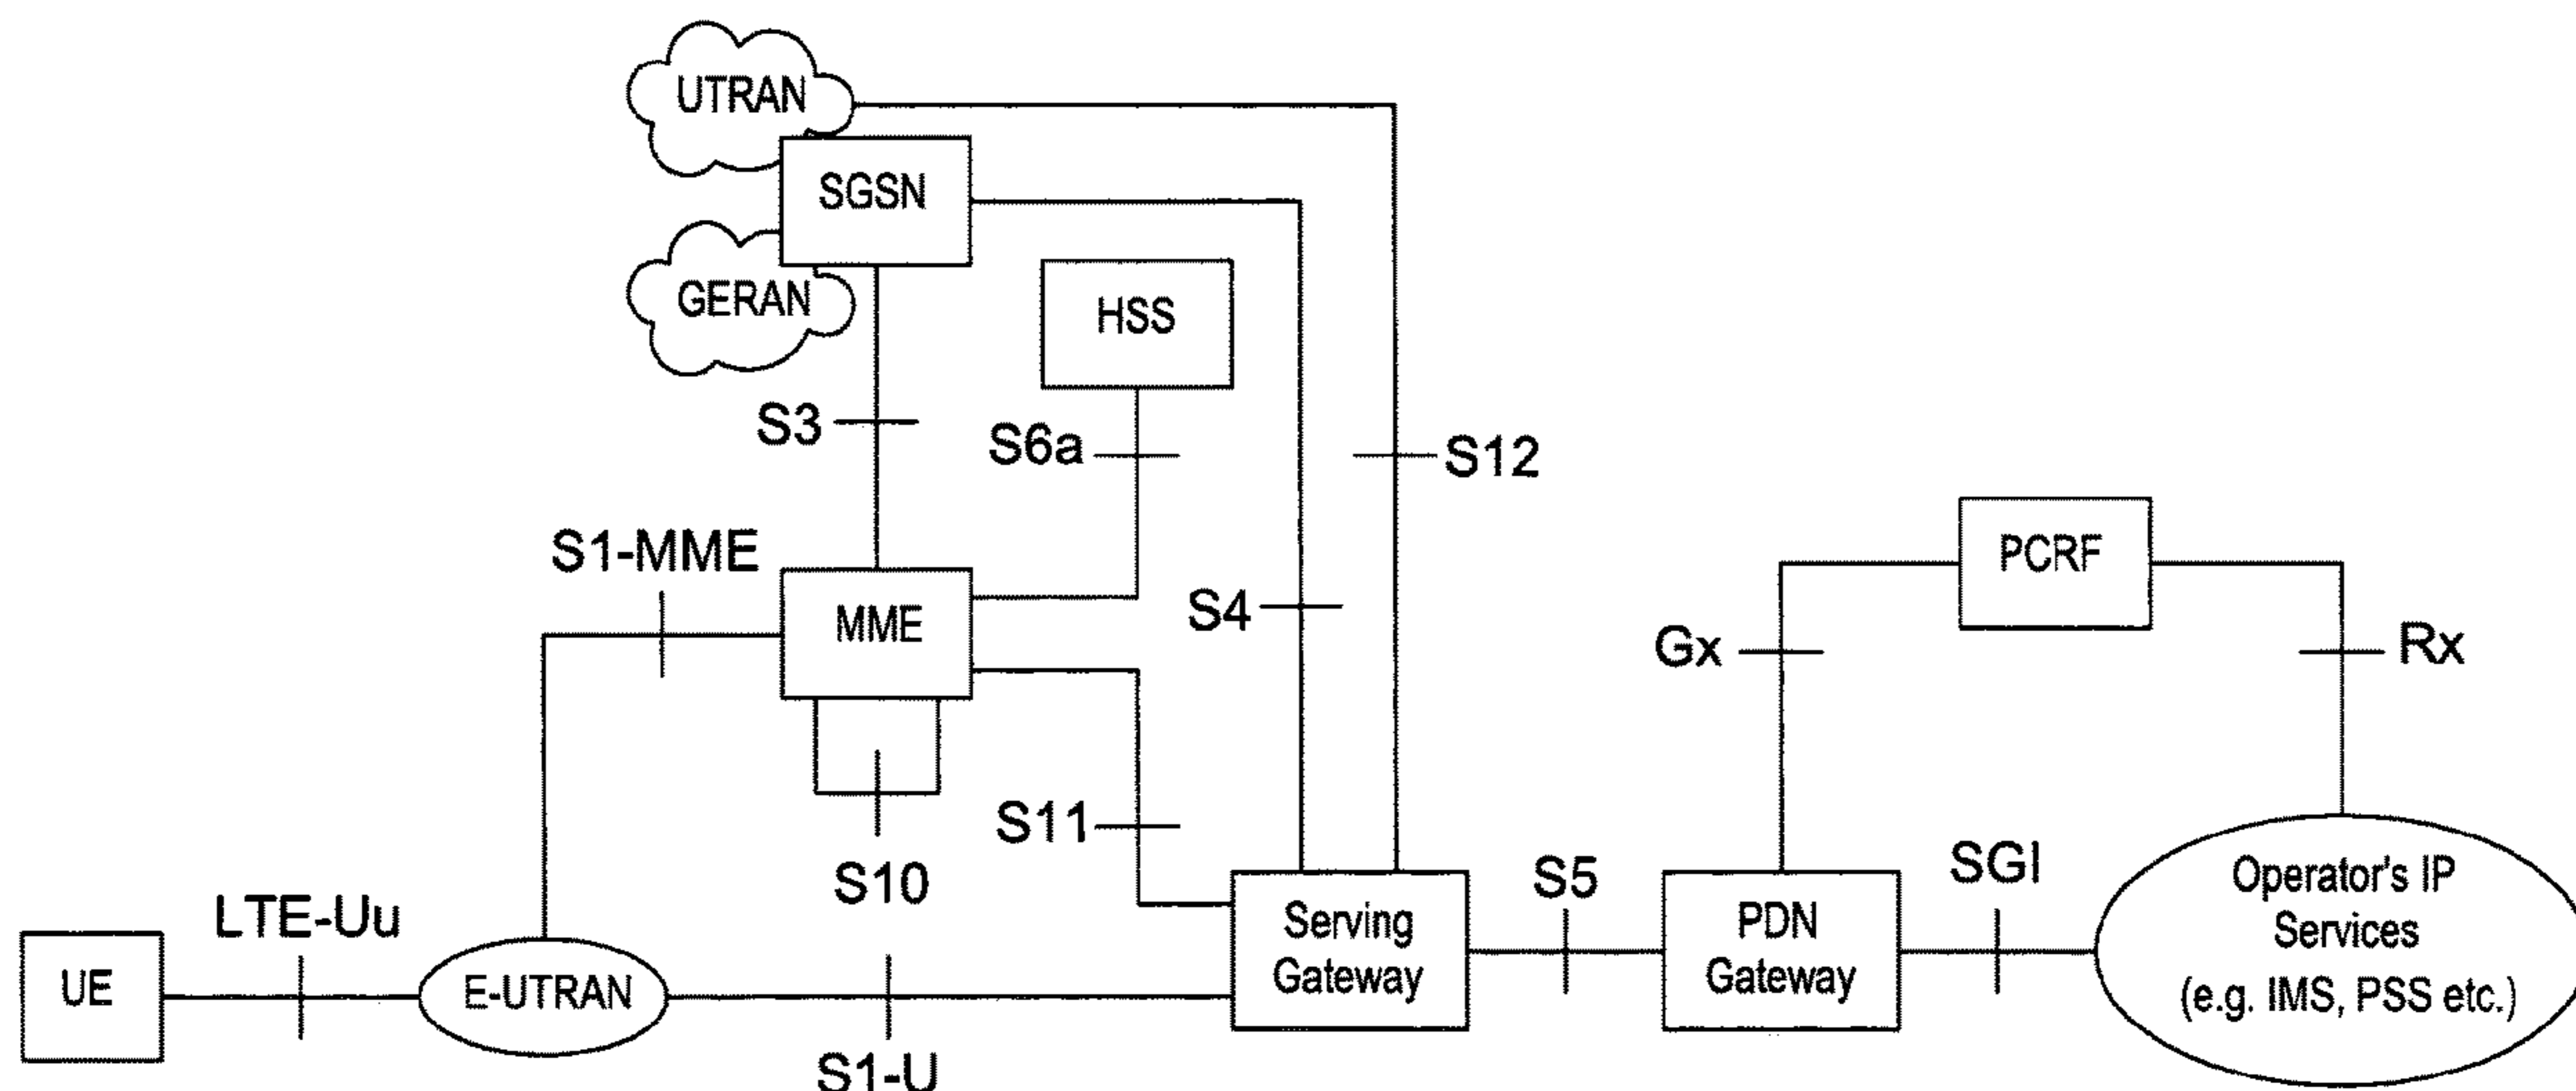 UTRAN
SGSN
GERAN
HSS
S3
S6a
S12
S1-MME
PCRF
MME
S4
Gx
Rx
S11
S10
LTE-Uu
S5
SGI
Operator's IP
Services
(e.g. IMS, PSS etc.)
Serving
Gateway
PDN
Gateway
UE
E-UTRAN
S1-U